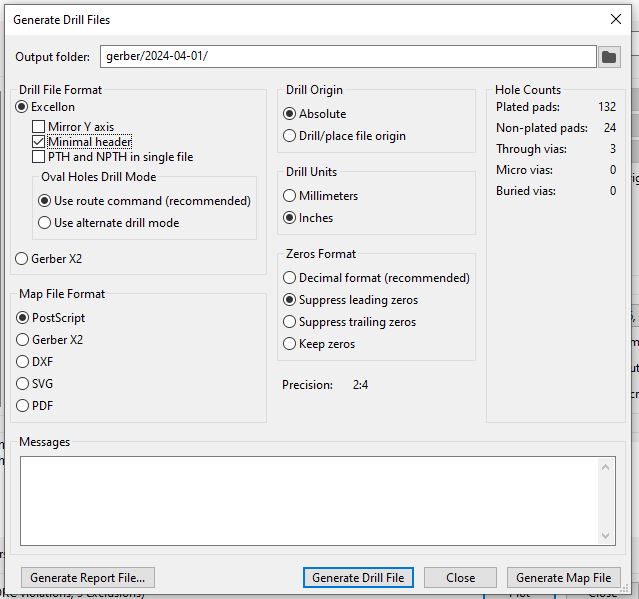 Generate Drill Files
Output folder: gerber/2024-04-01/
Drill File Format
Excellon
Mirror Y axis
Minimal header
PTH and NPTH in single file
Oval Holes Drill Mode
Use route command (recommended)
Use alternate drill mode
Gerber X2
Map File Format
PostScript
Gerber X2
DXF
SVG
PDF
Drill Origin
Absolute
Drill/place file origin
Drill Units
Millimeters
Inches
Zeros Format
Decimal format (recommended)
Suppress leading zeros
Suppress trailing zeros
Keep zeros
Precision: 2:4
Hole Counts
Plated pads: 132
Non-plated pads: 24
Through vias: 3
Micro vias: 0
Buried vias: 0
Messages
Generate Report File...
Generate Drill File
Close
Generate Map File